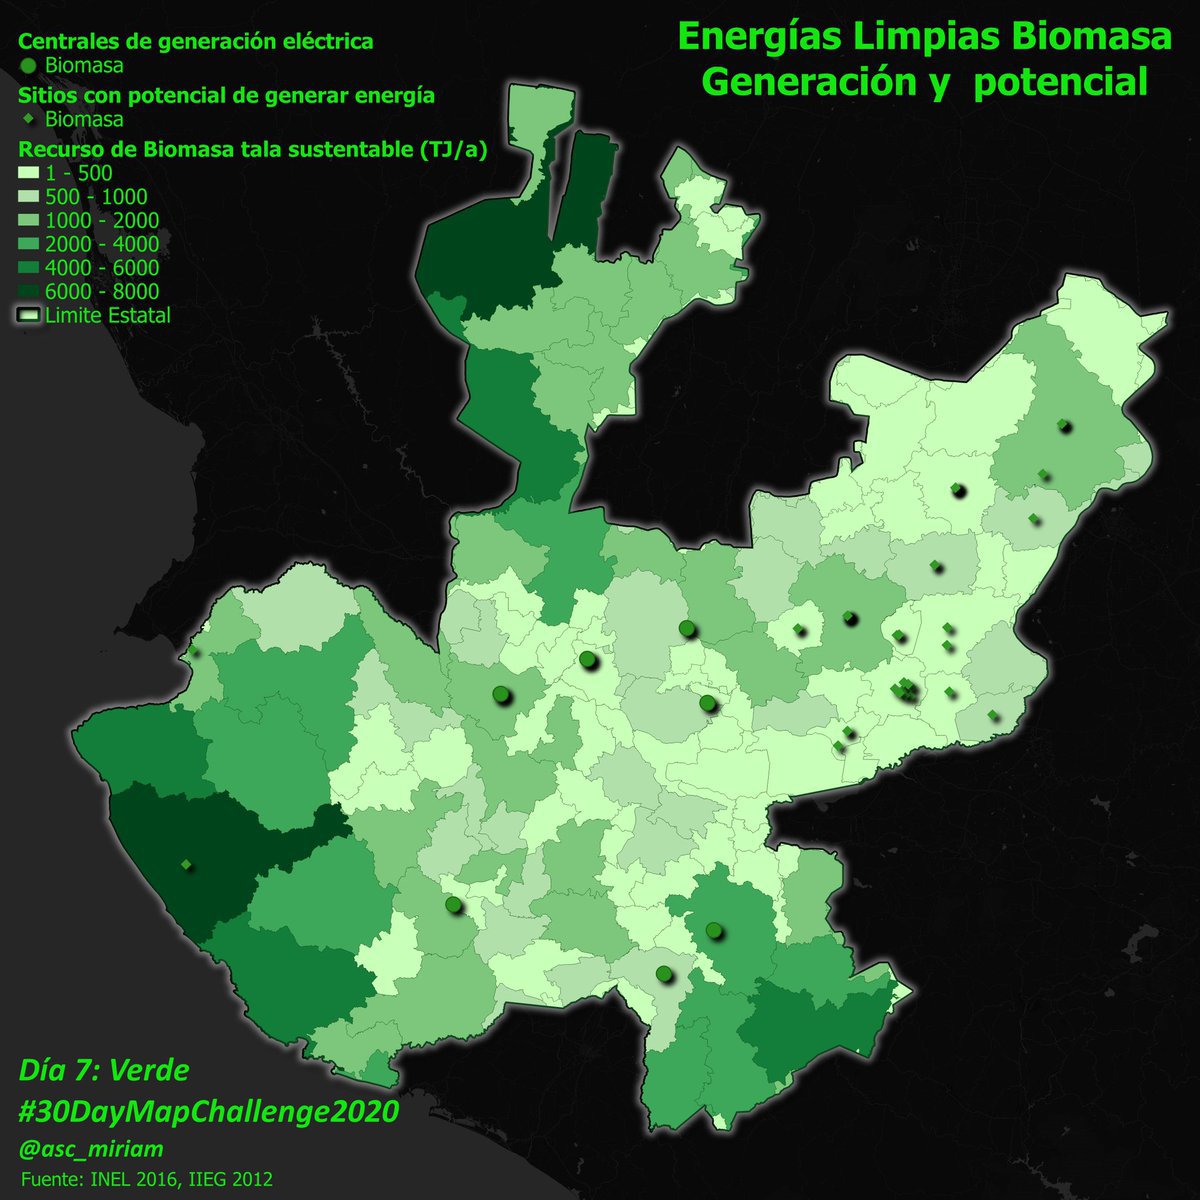 Energías Limpias Biomasa
Generación y potencial
Centrales de generación eléctrica
Biomasa
Sitios con potencial de generar energía
Biomasa
Recurso de Biomasa tala sustentable (TJ/a)
1 - 500
500 - 1000
1000 - 2000
2000 - 4000
4000 - 6000
6000 - 8000
Limite Estatal
Día 7: Verde
#30DayMapChallenge2020
@asc_miriam
Fuente: INEL 2016, IIEG 2012